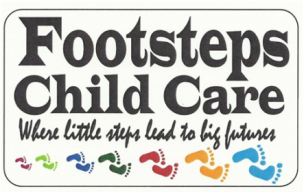 Footsteps
Child Care
Where little steps lead to big futures